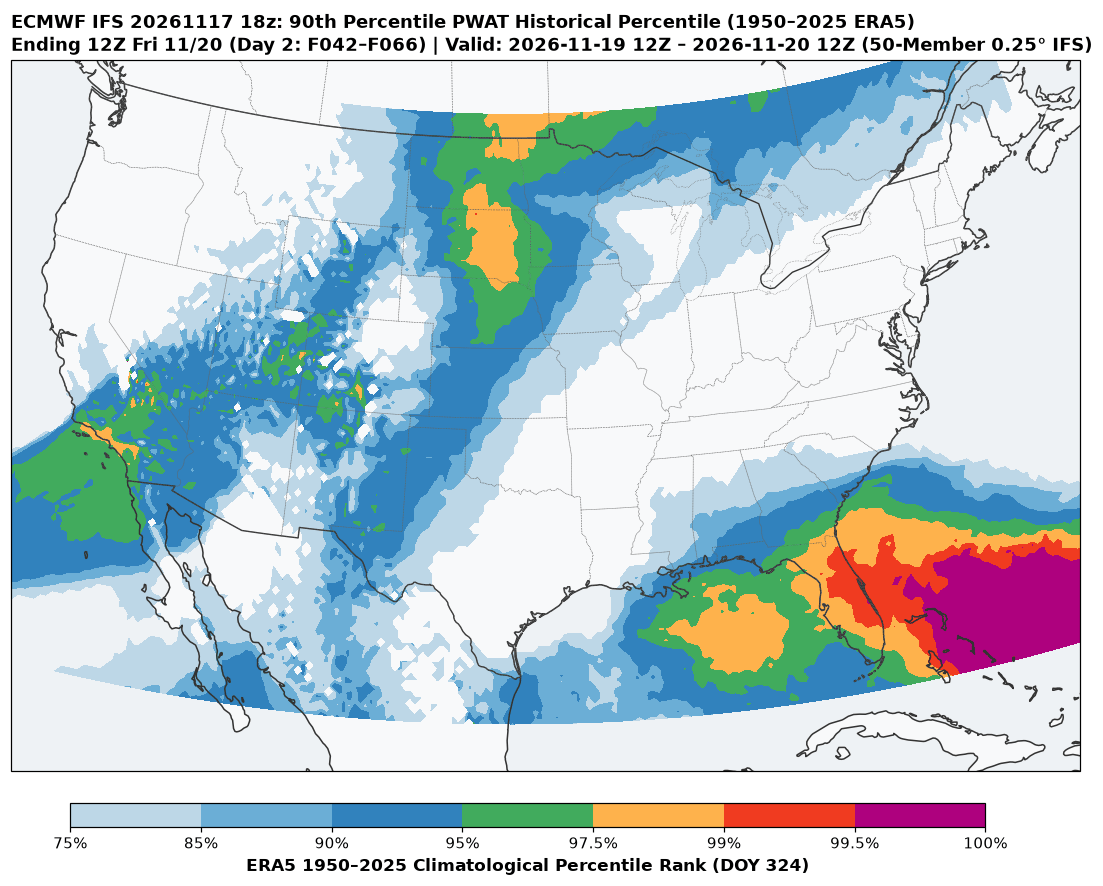 ECMWF IFS 20261117 18z: 90th Percentile PWAT Historical Percentile (1950–2025 ERA5)
Ending 12Z Fri 11/20 (Day 2: F042–F066) | Valid: 2026-11-19 12Z – 2026-11-20 12Z (50-Member 0.25° IFS)
75% 85% 90% 95% 97.5% 99% 99.5% 100%
ERA5 1950–2025 Climatological Percentile Rank (DOY 324)